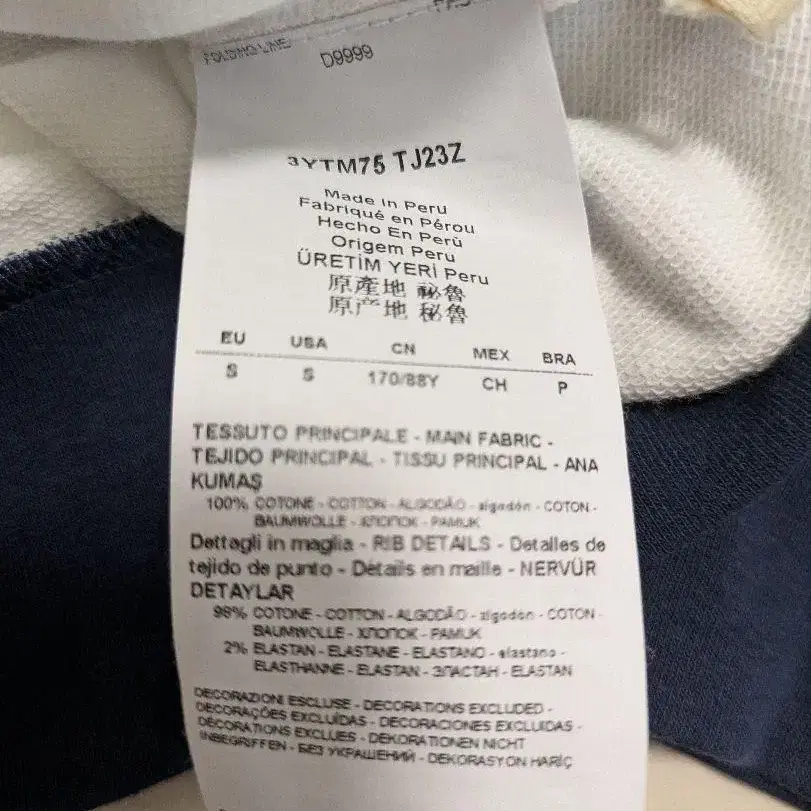 FOLDING LINE
D9999
3YTM75 TJ23Z
Made in Peru
Fabriqué en Pérou
Hecho En Perù
Origem Peru
ÜRETİM YERİ Peru
原產地 秘魯
原产地 秘鲁
EU USA CN MEX BRA
S S 170/88Y CH P
TESSUTO PRINCIPALE - MAIN FABRIC -
TEJIDO PRINCIPAL - TISSU PRINCIPAL - ANA
KUMAŞ
100% COTONE - COTTON - ALGODÃO - algodón - COTON -
BAUMWOLLE - ХЛОПОК - PAMUK
Dettagli in maglia - RIB DETAILS - Detalles de
tejido de punto - Détails en maille - NERVÜR
DETAYLAR
98% COTONE - COTTON - ALGODÃO - algodón - COTON -
BAUMWOLLE - ХЛОПОК - PAMUK
2% ELASTAN - ELASTANE - ELASTANO - elastano -
ELASTHANNE - ELASTAN - ЭЛАСТАН - ELASTAN
DECORAZIONI ESCLUSE - DECORATIONS EXCLUDED -
DECORAÇÕES EXCLUÍDAS - DECORACIONES EXCLUIDAS -
DÉCORATIONS EXCLUES - DEKORATIONEN NICHT
INBEGRIFFEN - БЕЗ УКРАШЕНИЙ - DEKORASYON HARİÇ